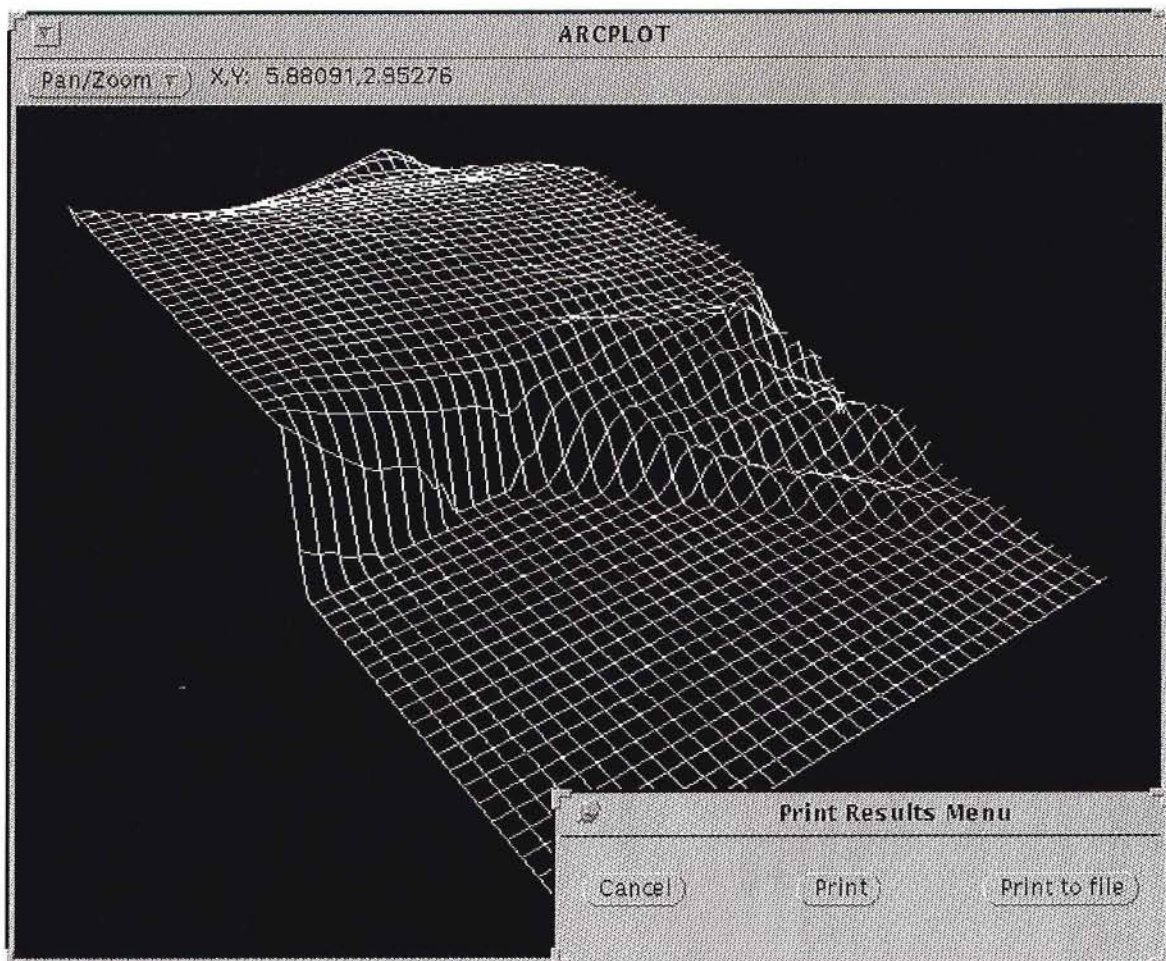 ARCPLOT
Pan/Zoom X,Y: 5.88091,2.95276
Print Results Menu
Cancel Print Print to file